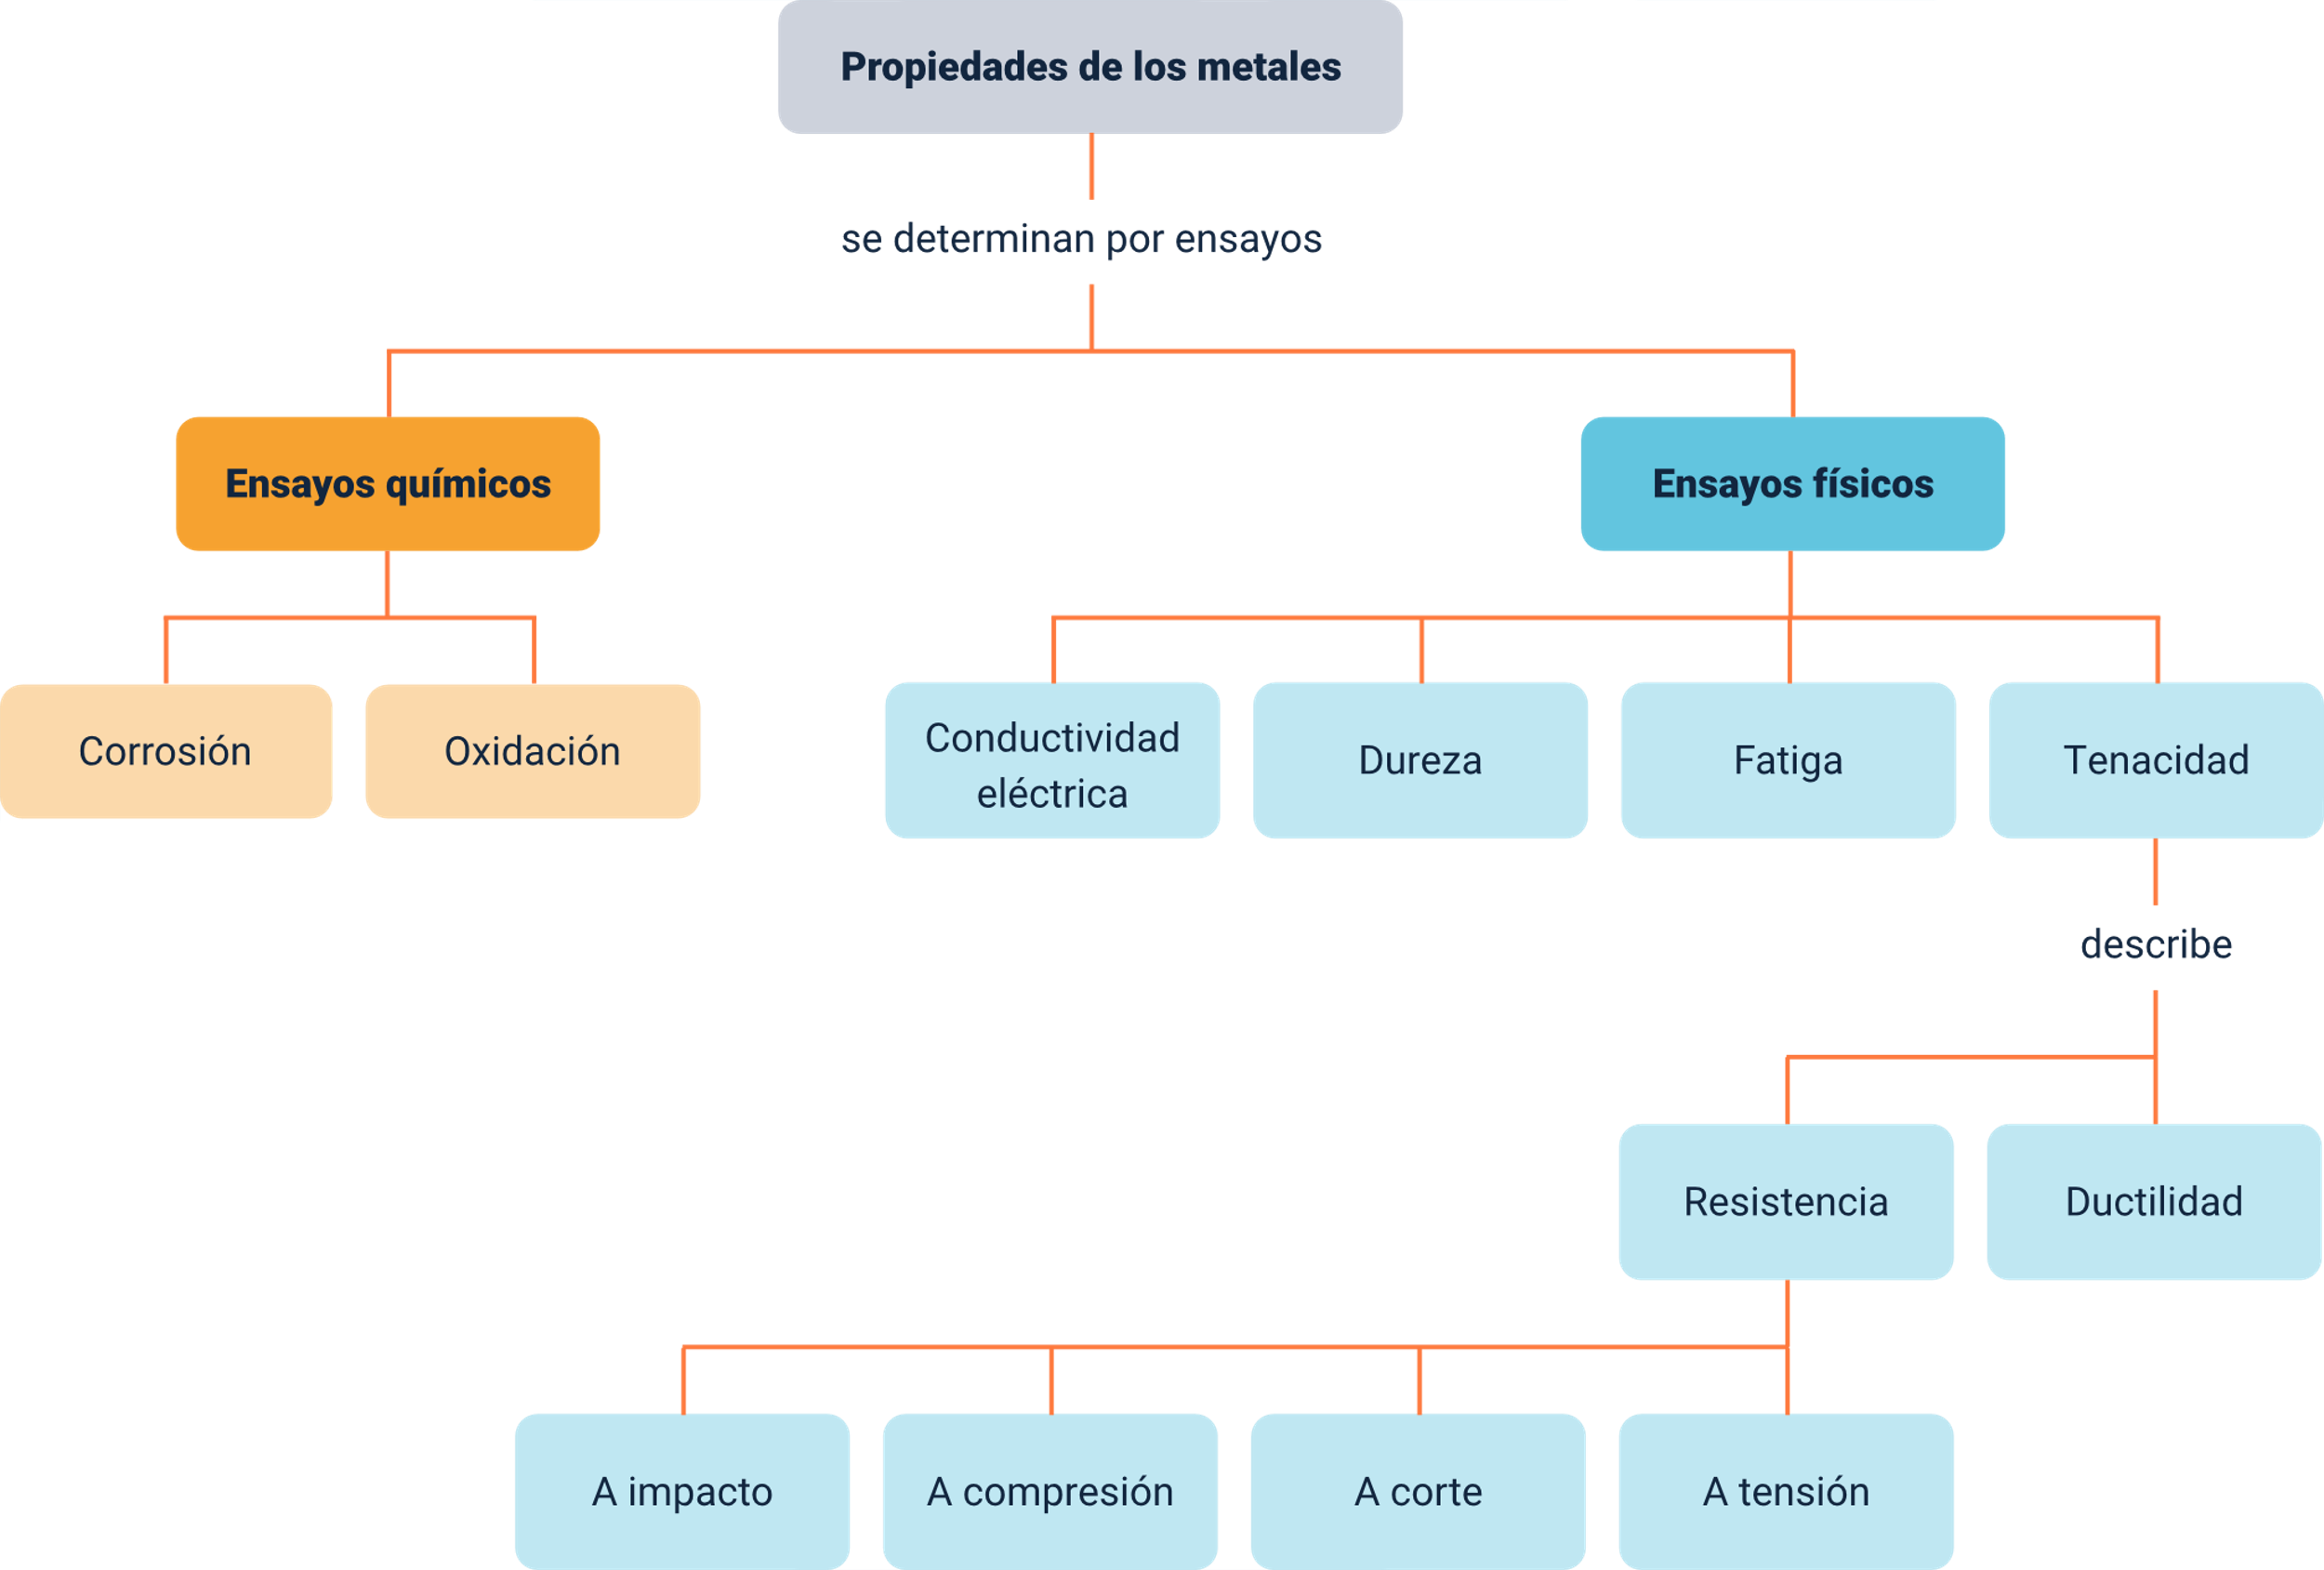 Propiedades de los metales
se determinan por ensayos
Ensayos químicos
Ensayos físicos
Corrosión
Oxidación
Conductividad
eléctrica
Dureza
Fatiga
Tenacidad
describe
Resistencia
Ductilidad
A impacto
A compresión
A corte
A tensión